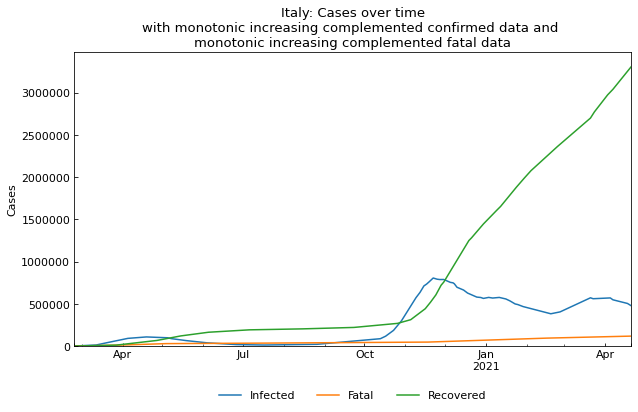 Italy: Cases over time
with monotonic increasing complemented confirmed data and
monotonic increasing complemented fatal data
3000000
2500000
2000000
1500000
1000000
500000
0
Cases
Apr
Jul
Oct
Jan
2021
Apr
Infected
Fatal
Recovered